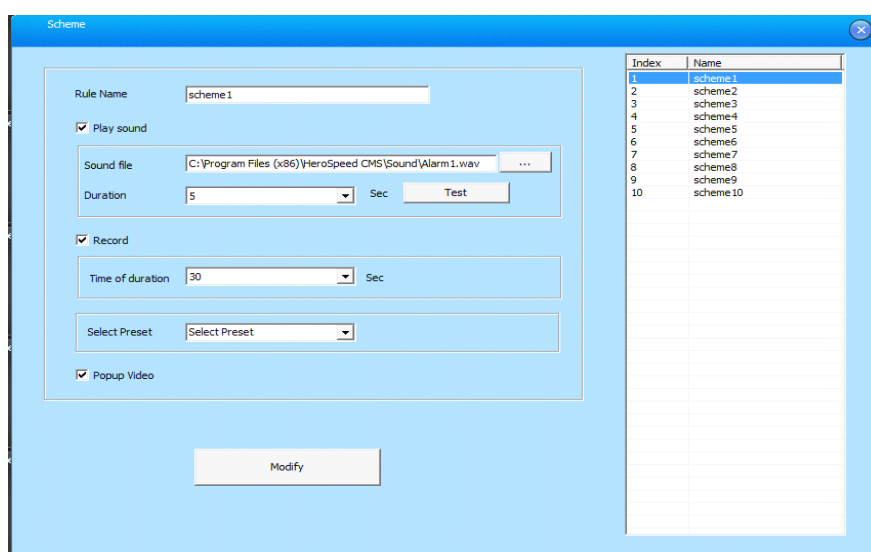 Scheme
Rule Name scheme1
Play sound
Sound file C:\Program Files (x86)\HeroSpeed CMS\Sound\Alarm1.wav ...
Duration 5 Sec Test
Record
Time of duration 30 Sec
Select Preset Select Preset
Popup Video
Modify
Index Name
1 scheme1
2 scheme2
3 scheme3
4 scheme4
5 scheme5
6 scheme6
7 scheme7
8 scheme8
9 scheme9
10 scheme10